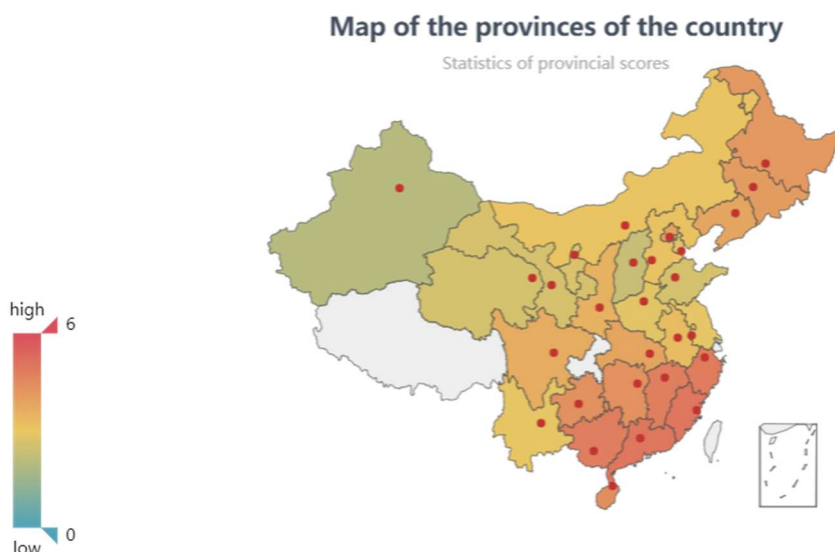 Map of the provinces of the country
Statistics of provincial scores
high
6
0
low